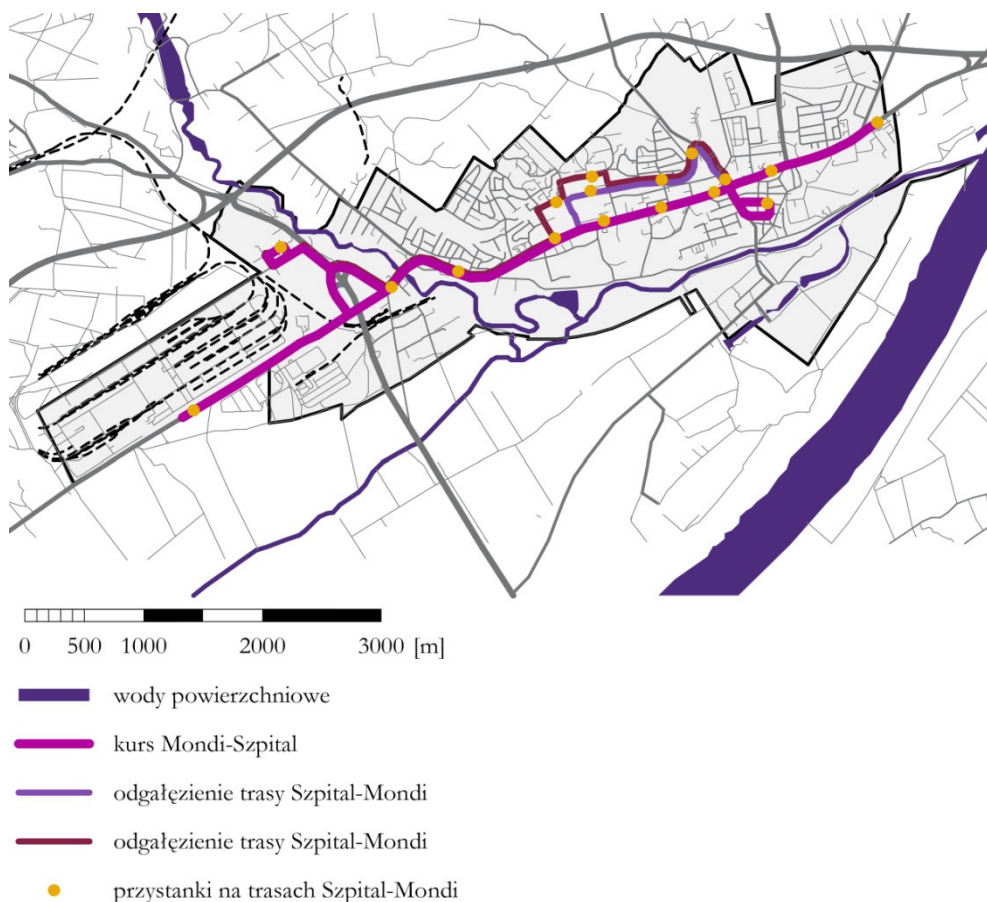 0 500 1000 2000 3000 [m]
wody powierzchniowe
kurs Mondi-Szpital
odgałęzienie trasy Szpital-Mondi
odgałęzienie trasy Szpital-Mondi
przystanki na trasach Szpital-Mondi